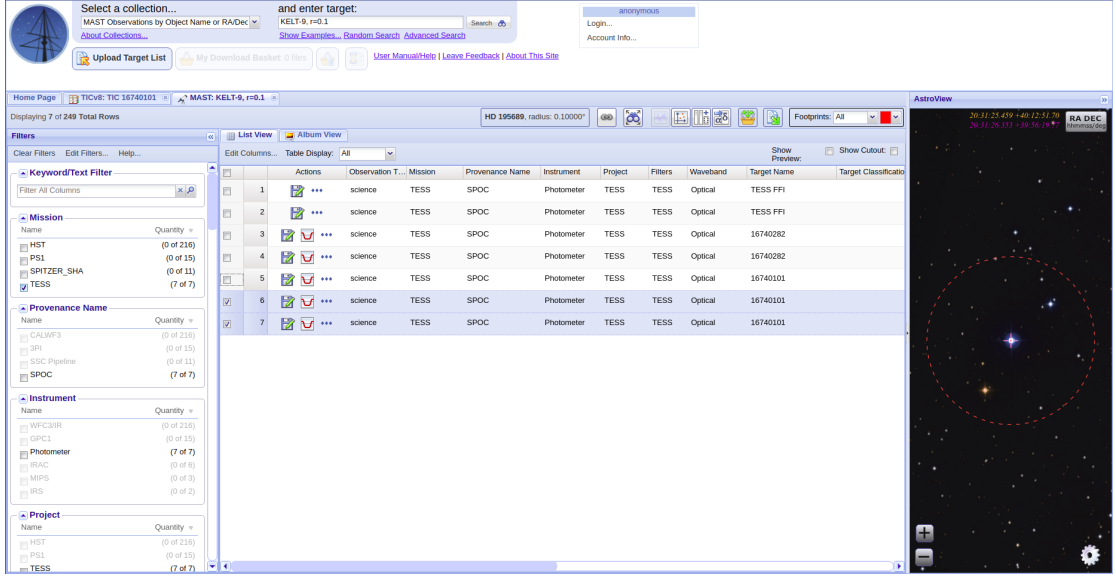 Select a collection... and enter target:
MAST Observations by Object Name or RA/Dec KELT-9, r=0.1 Search
About Collections... Show Examples... Random Search Advanced Search
anonymous
Login...
Account Info...
Upload Target List My Download Basket: 0 files User Manual/Help | Leave Feedback | About This Site
Home Page TICv8: TIC 16740101 MAST: KELT-9, r=0.1
Displaying 7 of 249 Total Rows HD 195689, radius: 0.10000° Footprints: All
Filters
Clear Filters Edit Filters... Help...
Keyword/Text Filter
Filter All Columns
Mission
Name Quantity
HST (0 of 216)
PS1 (0 of 15)
SPITZER_SHA (0 of 11)
TESS (7 of 7)
Provenance Name
Name Quantity
CALWF3 (0 of 216)
3PI (0 of 15)
SSC Pipeline (0 of 11)
SPOC (7 of 7)
Instrument
Name Quantity
WFC3/IR (0 of 216)
GPC1 (0 of 15)
Photometer (7 of 7)
IRAC (0 of 6)
MIPS (0 of 3)
IRS (0 of 2)
Project
Name Quantity
HST (0 of 216)
PS1 (0 of 15)
TESS (7 of 7)
List View Album View
Edit Columns... Table Display: All Show Preview: Show Cutout:
Actions Observation T... Mission Provenance Name Instrument Project Filters Waveband Target Name Target Classificatio
1 science TESS SPOC Photometer TESS TESS Optical TESS FFI
2 science TESS SPOC Photometer TESS TESS Optical TESS FFI
3 science TESS SPOC Photometer TESS TESS Optical 16740282
4 science TESS SPOC Photometer TESS TESS Optical 16740282
5 science TESS SPOC Photometer TESS TESS Optical 16740101
6 science TESS SPOC Photometer TESS TESS Optical 16740101
7 science TESS SPOC Photometer TESS TESS Optical 16740101
AstroView
20:31:25.459 +40:12:51.70
RA DEC
hh:mm:ss/deg